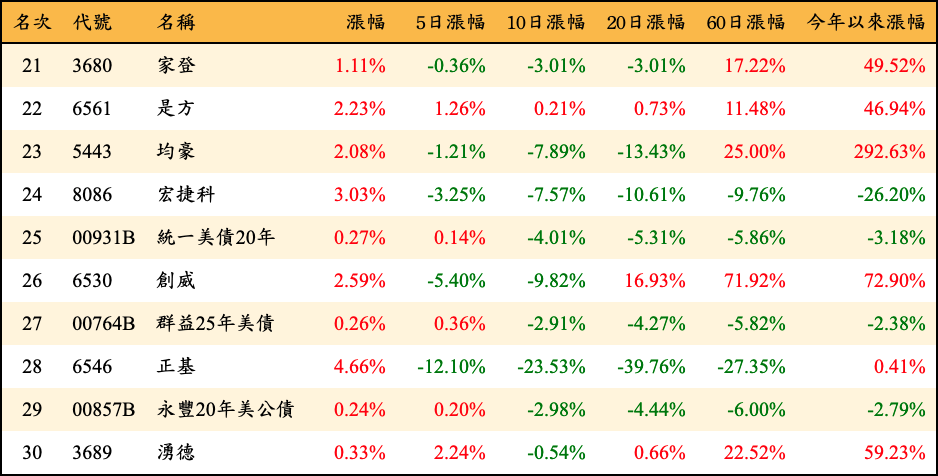 名次 代號 名稱 漲幅 5日漲幅 10日漲幅 20日漲幅 60日漲幅 今年以來漲幅
21 3680 家登 1.11% -0.36% -3.01% -3.01% 17.22% 49.52%
22 6561 是方 2.23% 1.26% 0.21% 0.73% 11.48% 46.94%
23 5443 均豪 2.08% -1.21% -7.89% -13.43% 25.00% 292.63%
24 8086 宏捷科 3.03% -3.25% -7.57% -10.61% -9.76% -26.20%
25 00931B 統一美債20年 0.27% 0.14% -4.01% -5.31% -5.86% -3.18%
26 6530 創威 2.59% -5.40% -9.82% 16.93% 71.92% 72.90%
27 00764B 群益25年美債 0.26% 0.36% -2.91% -4.27% -5.82% -2.38%
28 6546 正基 4.66% -12.10% -23.53% -39.76% -27.35% 0.41%
29 00857B 永豐20年美公債 0.24% 0.20% -2.98% -4.44% -6.00% -2.79%
30 3689 湧德 0.33% 2.24% -0.54% 0.66% 22.52% 59.23%